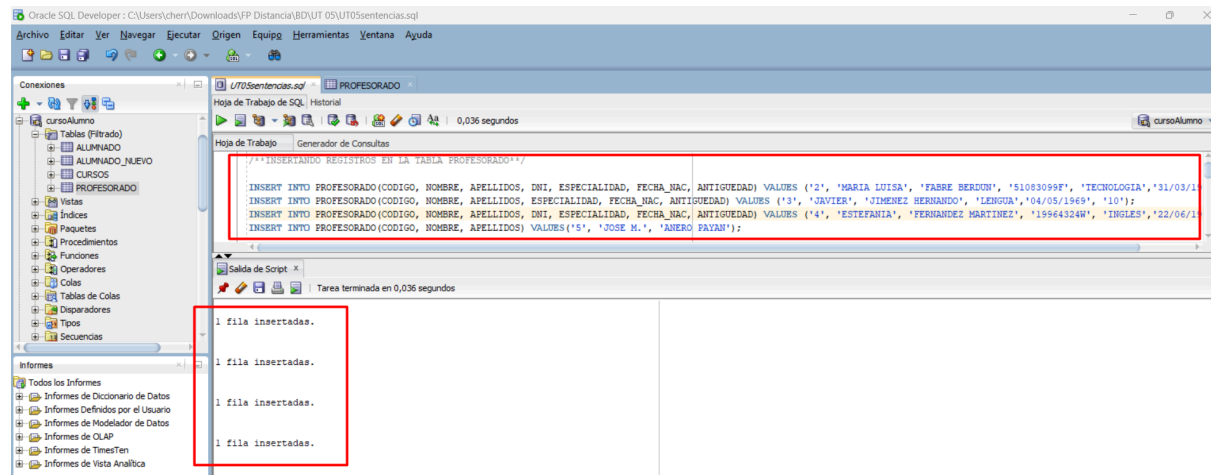 Oracle SQL Developer : C:\Users\cherr\Downloads\FP Distancia\BD\UT 05\UT05sentencias.sql
Archivo Editar Ver Navegar Ejecutar Origen Equipo Herramientas Ventana Ayuda
Conexiones
cursoAlumno
Tablas (Filtrado)
ALUMNADO
ALUMNADO_NUEVO
CURSOS
PROFESORADO
Vistas
Índices
Paquetes
Procedimientos
Funciones
Operadores
Colas
Tablas de Colas
Disparadores
Tipos
Secuencias
Informes
Todos los Informes
Informes de Diccionario de Datos
Informes Definidos por el Usuario
Informes de Modelador de Datos
Informes de OLAP
Informes de TimesTen
Informes de Vista Analítica
UT05sentencias.sql PROFESORADO
Hoja de Trabajo de SQL Historial
0,036 segundos
cursoAlumno
Hoja de Trabajo Generador de Consultas
/**INSERTANDO REGISTROS EN LA TABLA PROFESORADO**/
INSERT INTO PROFESORADO(CODIGO, NOMBRE, APELLIDOS, DNI, ESPECIALIDAD, FECHA_NAC, ANTIGUEDAD) VALUES ('2', 'MARIA LUISA', 'FABRE BERDUN', '51083099F', 'TECNOLOGIA','31/03/19
INSERT INTO PROFESORADO(CODIGO, NOMBRE, APELLIDOS, ESPECIALIDAD, FECHA_NAC, ANTIGUEDAD) VALUES ('3', 'JAVIER', 'JIMENEZ HERNANDO', 'LENGUA','04/05/1969', '10');
INSERT INTO PROFESORADO(CODIGO, NOMBRE, APELLIDOS, DNI, ESPECIALIDAD, FECHA_NAC, ANTIGUEDAD) VALUES ('4', 'ESTEFANIA', 'FERNANDEZ MARTINEZ', '19964324W', 'INGLES','22/06/19
INSERT INTO PROFESORADO(CODIGO, NOMBRE, APELLIDOS) VALUES('5', 'JOSE M.', 'ANERO PAYAN');
Salida de Script
Tarea terminada en 0,036 segundos
1 fila insertadas.
1 fila insertadas.
1 fila insertadas.
1 fila insertadas.